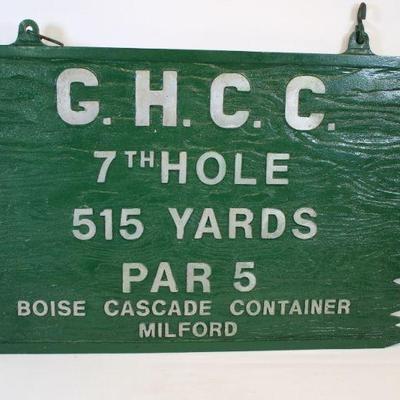 G. H. C. C.
7TH HOLE
515 YARDS
PAR 5
BOISE CASCADE CONTAINER
MILFORD